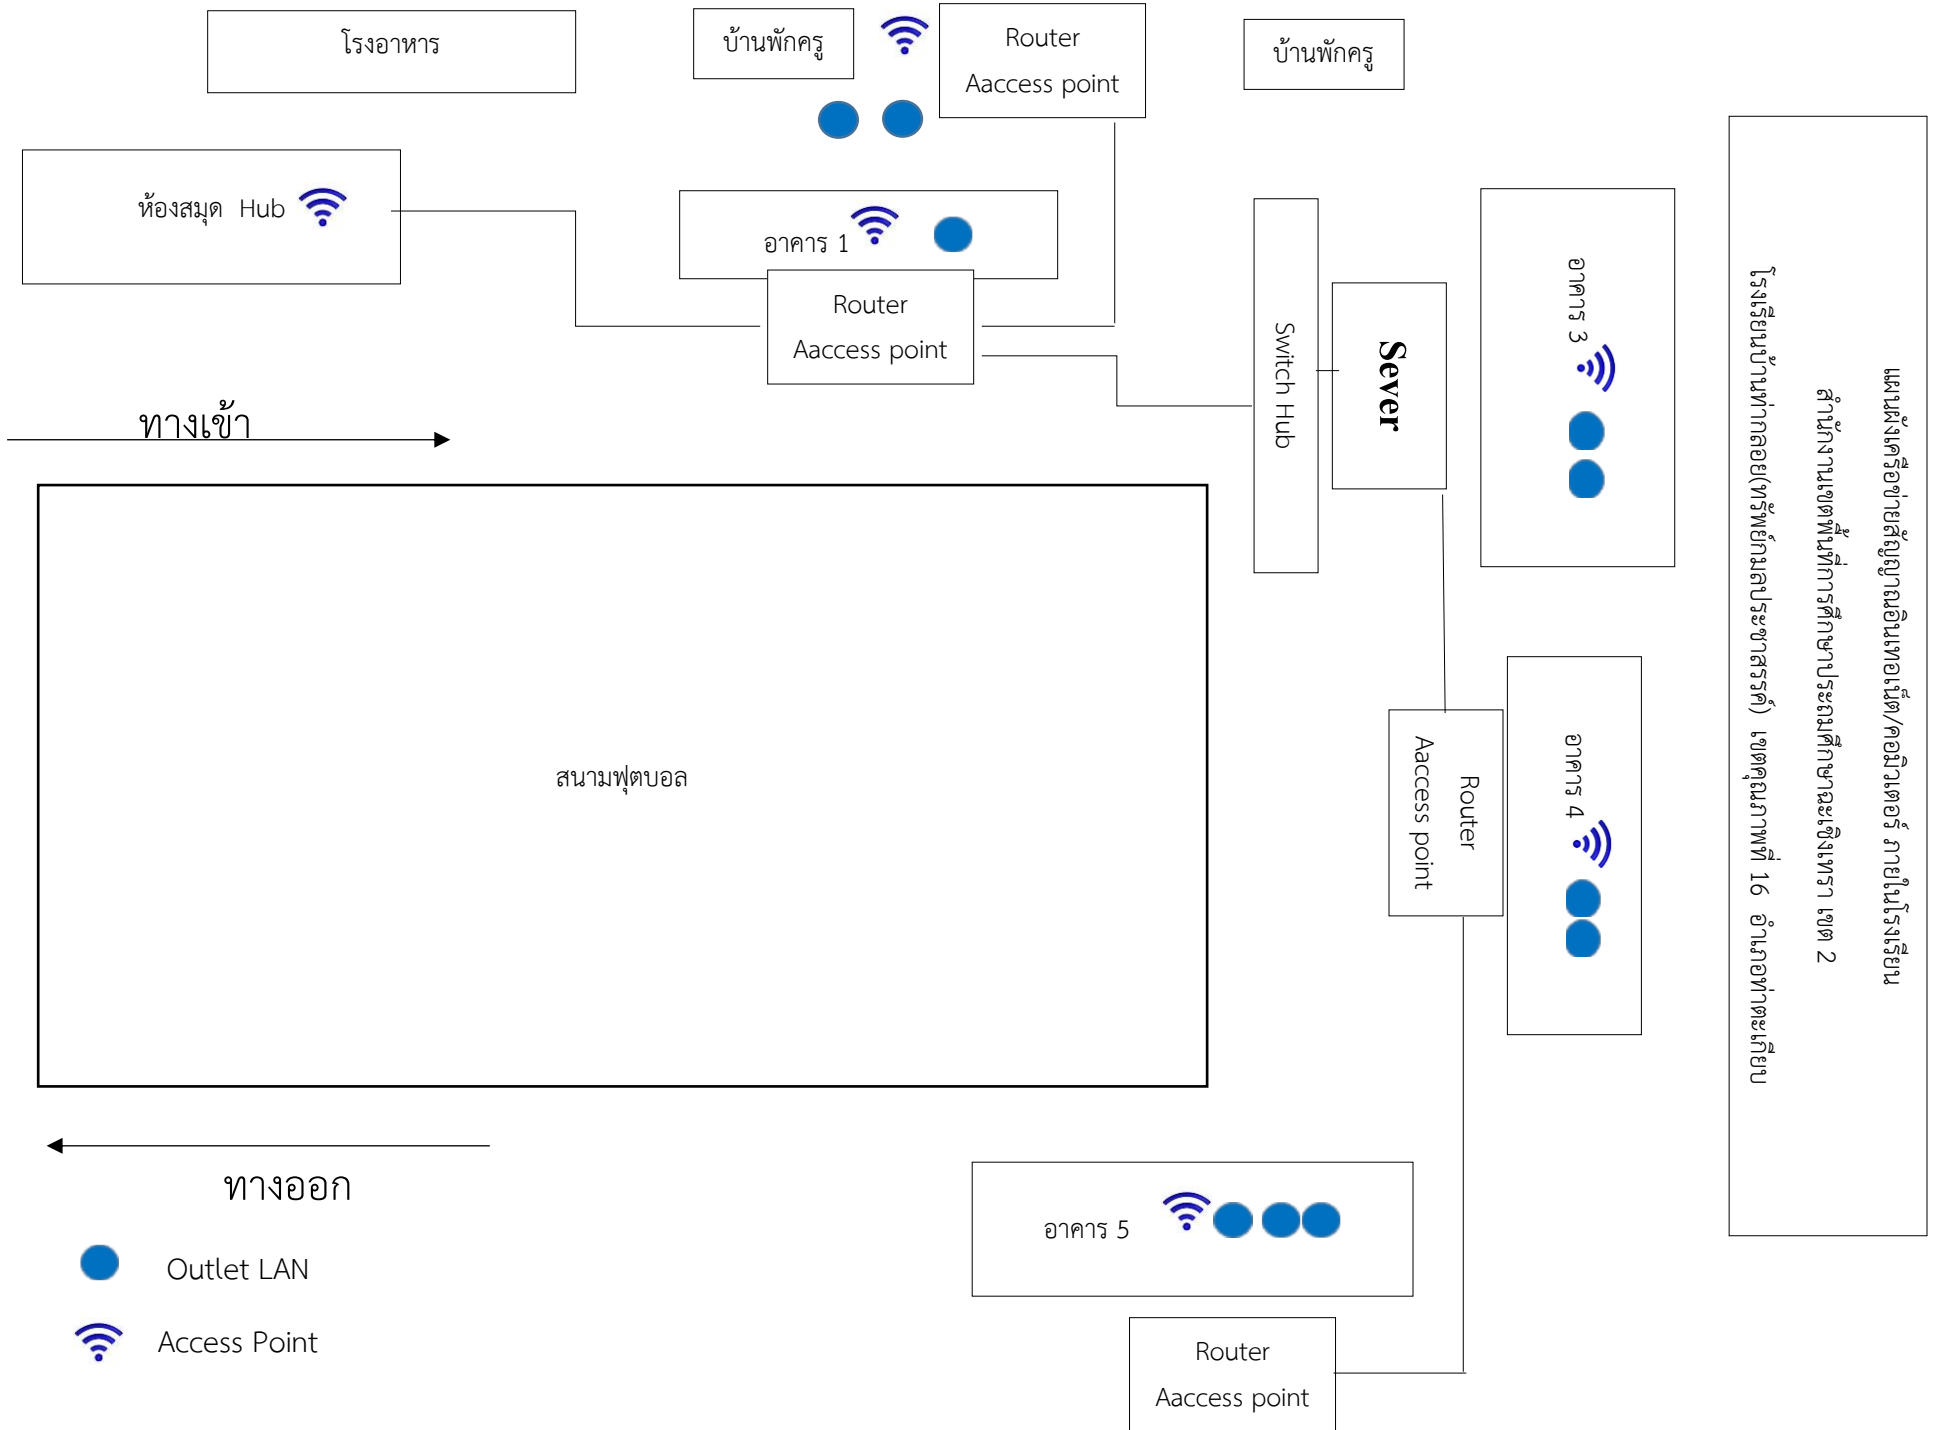 โรงอาหาร
บ้านพักครู
Router
Aaccess point
บ้านพักครู
ห้องสมุด Hub
อาคาร 1
Router
Aaccess point
Switch Hub
Sever
อาคาร 3
ทางเข้า
สนามฟุตบอล
Router
Aaccess point
อาคาร 4
แผนผังเครือข่ายสัญญาณอินเทอเน็ต/คอมิวเตอร์ ภายในโรงเรียน
สำนักงานเขตพื้นที่การศึกษาประถมศึกษาฉะเชิงเทรา เขต 2
โรงเรียนบ้านท่ากลอย(ทรัพย์กมลประชาสรรค์) เขตคุณภาพที่ 16 อำเภอท่าตะเกียบ
ทางออก
อาคาร 5
Outlet LAN
Access Point
Router
Aaccess point